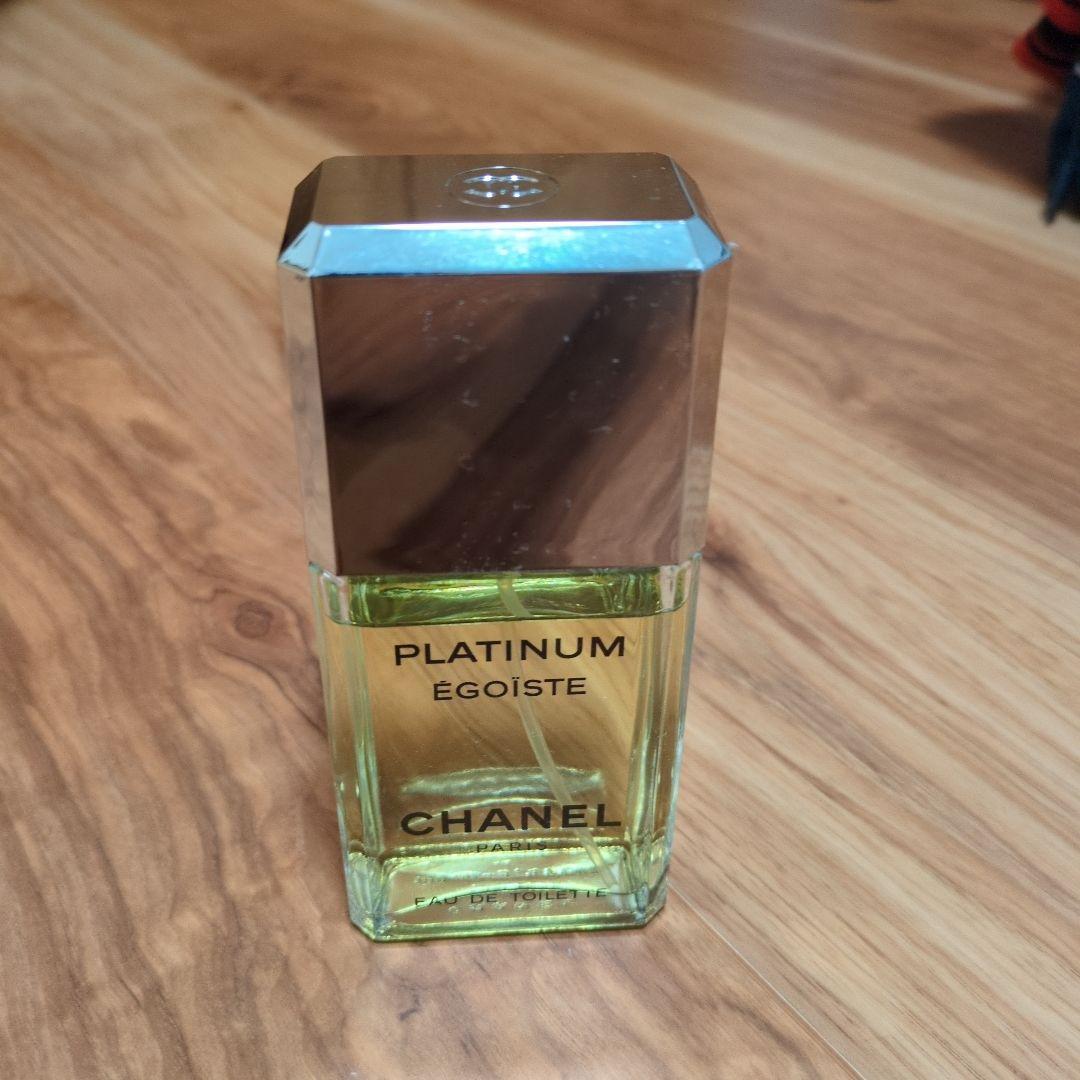 PLATINUM
ÉGOÏSTE
CHANEL
PARIS
EAU DE TOILETTE